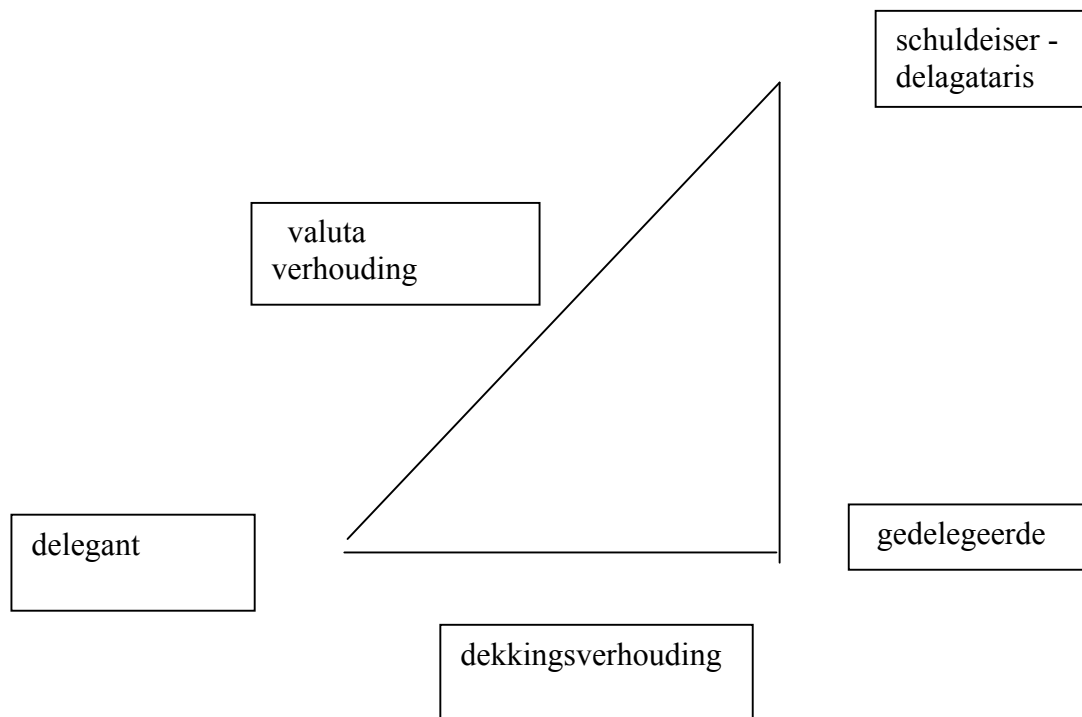 schuldeiser -
delagataris
valuta
verhouding
delegant
gedelegeerde
dekkingsverhouding